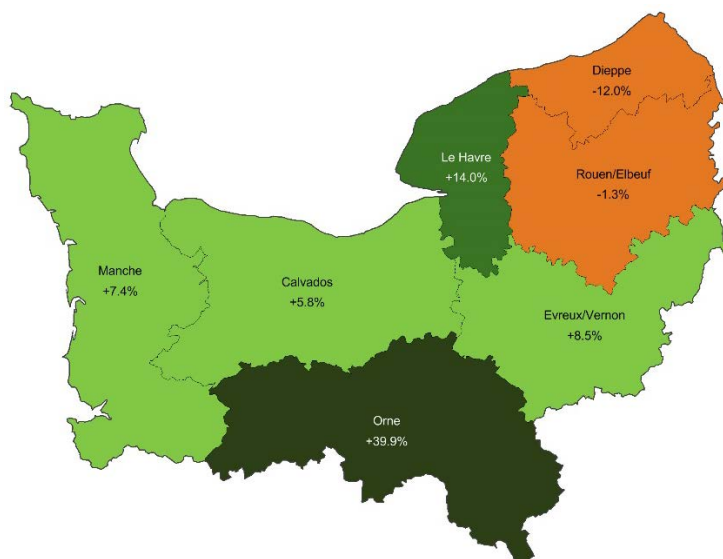 Dieppe
-12.0%
Le Havre
+14.0%
Rouen/Elbeuf
-1.3%
Manche
+7.4%
Calvados
+5.8%
Evreux/Vernon
+8.5%
Orne
+39.9%